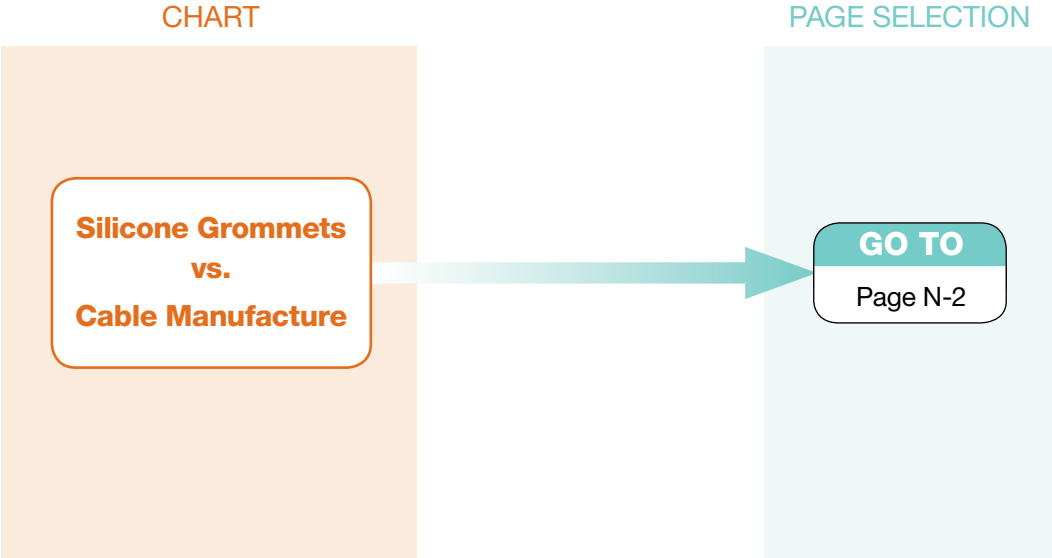 CHART
PAGE SELECTION
Silicone Grommets
vs.
Cable Manufacture
GO TO
Page N-2